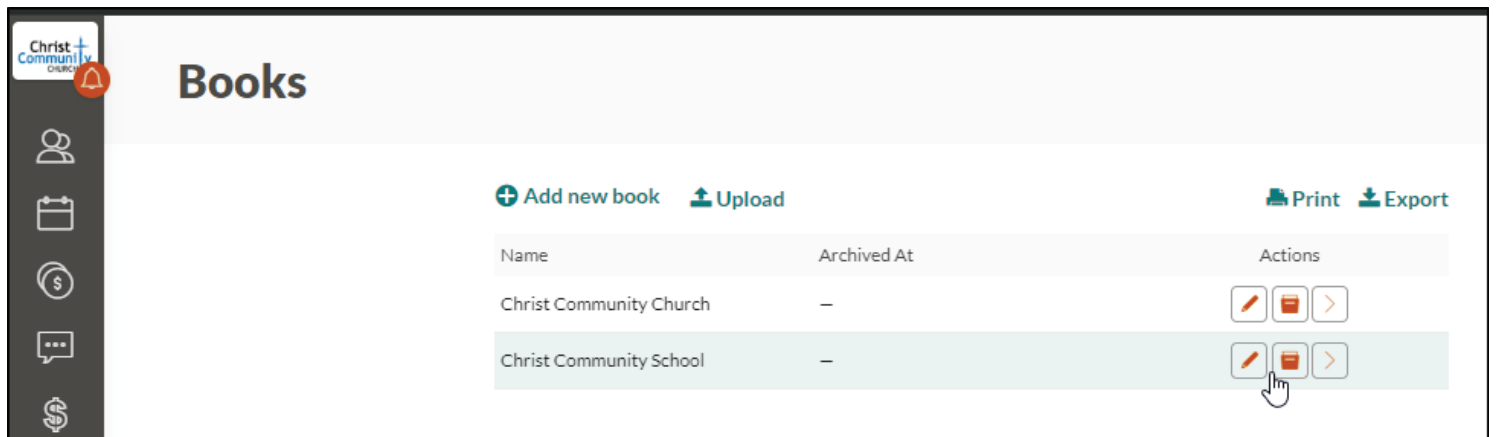 Christ
Community
CHURCH
Books
Add new book Upload Print Export
Name Archived At Actions
Christ Community Church –
Christ Community School –